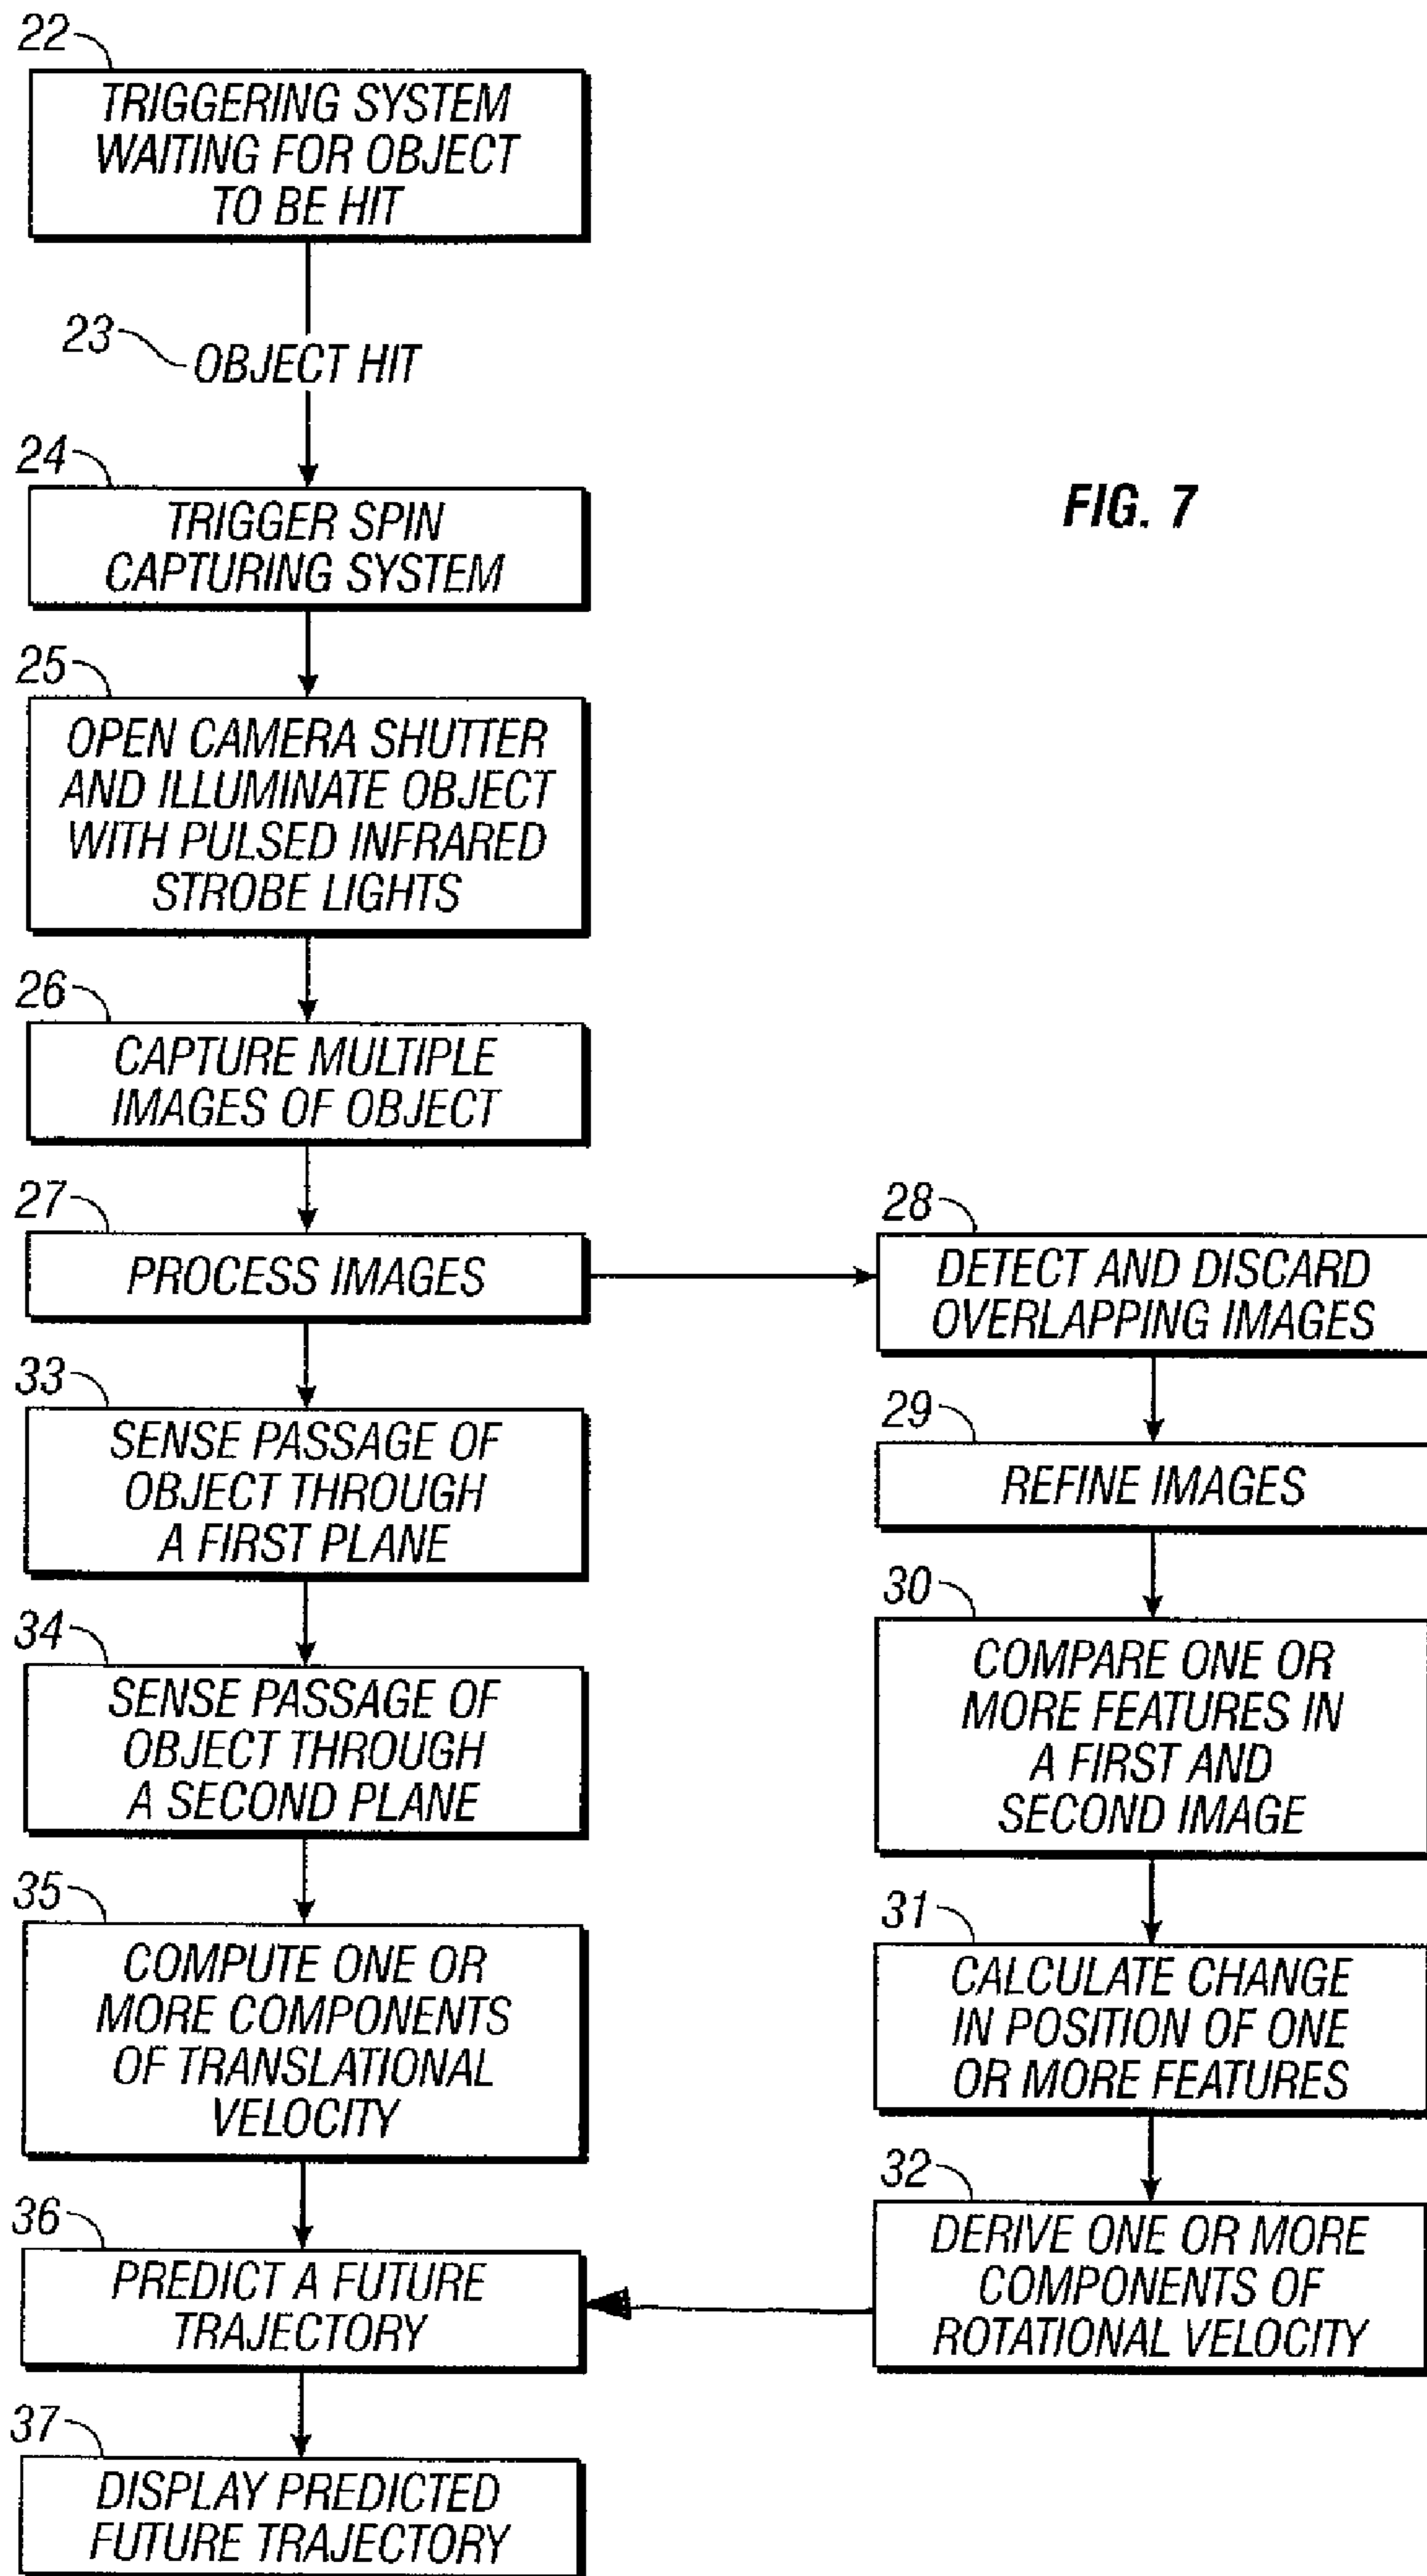 22
TRIGGERING SYSTEM
WAITING FOR OBJECT
TO BE HIT
23
OBJECT HIT
24
TRIGGER SPIN
CAPTURING SYSTEM
FIG. 7
25
OPEN CAMERA SHUTTER
AND ILLUMINATE OBJECT
WITH PULSED INFRARED
STROBE LIGHTS
26
CAPTURE MULTIPLE
IMAGES OF OBJECT
27
PROCESS IMAGES
28
DETECT AND DISCARD
OVERLAPPING IMAGES
29
REFINE IMAGES
30
COMPARE ONE OR
MORE FEATURES IN
A FIRST AND
SECOND IMAGE
31
CALCULATE CHANGE
IN POSITION OF ONE
OR MORE FEATURES
32
DERIVE ONE OR MORE
COMPONENTS OF
ROTATIONAL VELOCITY
33
SENSE PASSAGE OF
OBJECT THROUGH
A FIRST PLANE
34
SENSE PASSAGE OF
OBJECT THROUGH
A SECOND PLANE
35
COMPUTE ONE OR
MORE COMPONENTS
OF TRANSLATIONAL
VELOCITY
36
PREDICT A FUTURE
TRAJECTORY
37
DISPLAY PREDICTED
FUTURE TRAJECTORY